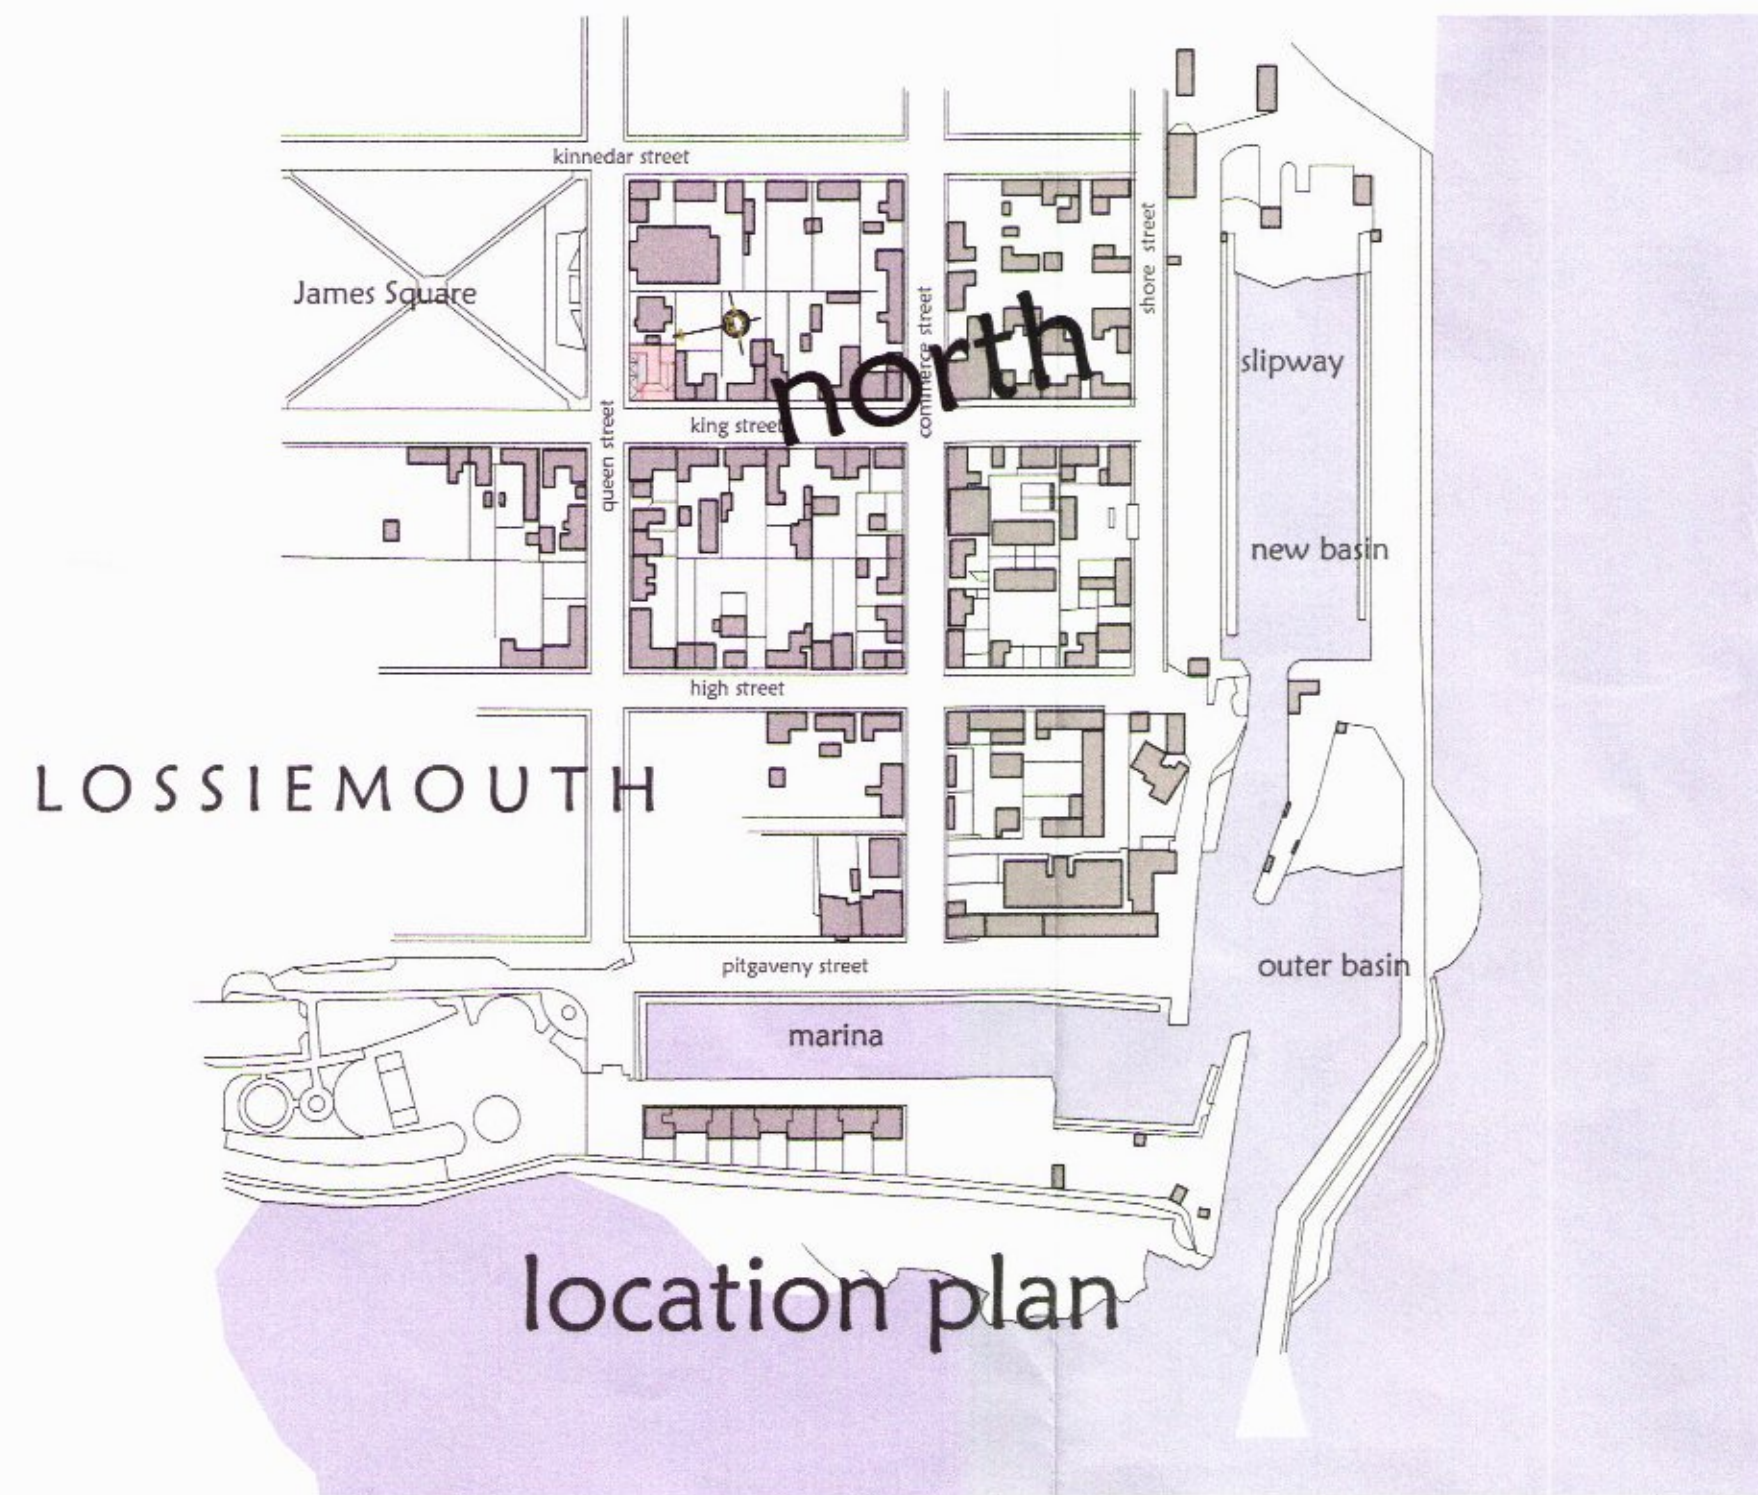 kinnedar street
James Square
shore street
commerce street
north
slipway
king street
queen street
new basin
high street
LOSSIEMOUTH
outer basin
pitgaveny street
marina
location plan